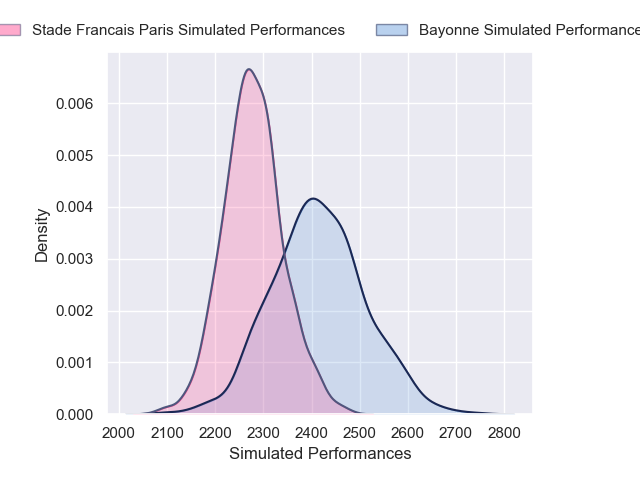 Stade Francais Paris Simulated Performances Bayonne Simulated Performance
0.006
0.005
0.004
0.003
0.002
0.001
0.000
Density
2000 2100 2200 2300 2400 2500 2600 2700 2800
Simulated Performances